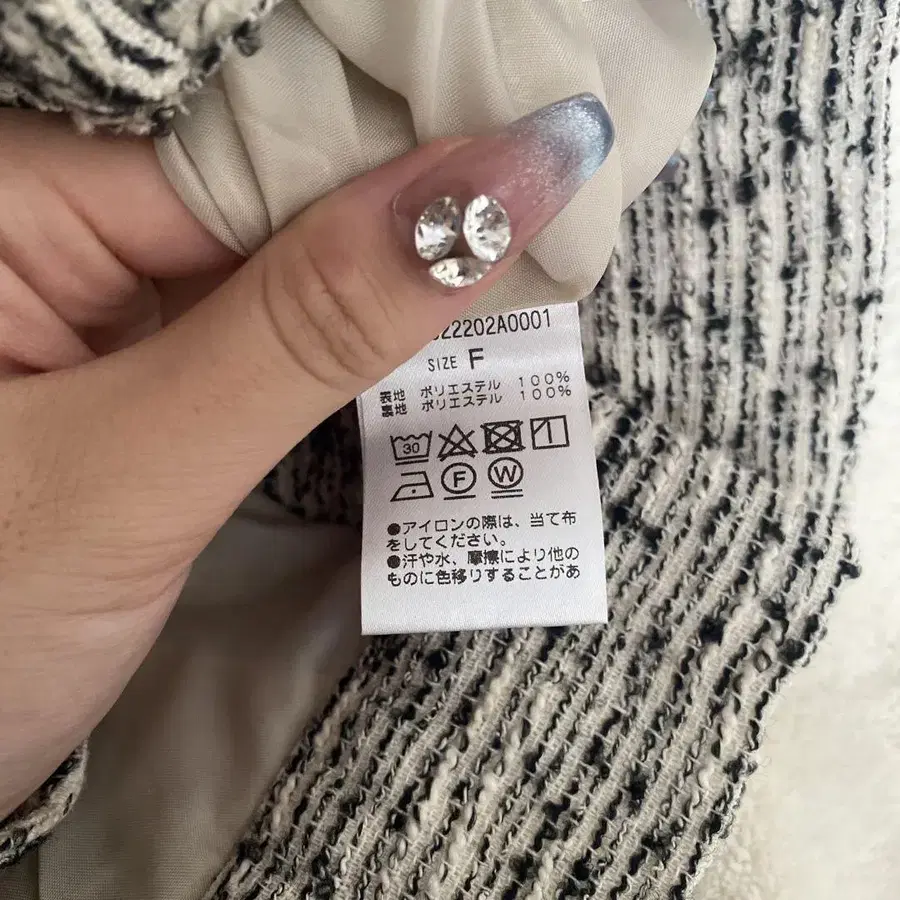 22202A0001
SIZE F
表地 ポリエステル 100%
裏地 ポリエステル 100%
30
F W
●アイロンの際は、当て布
をしてください。
●汗や水、摩擦により他の
ものに色移りすることがあ